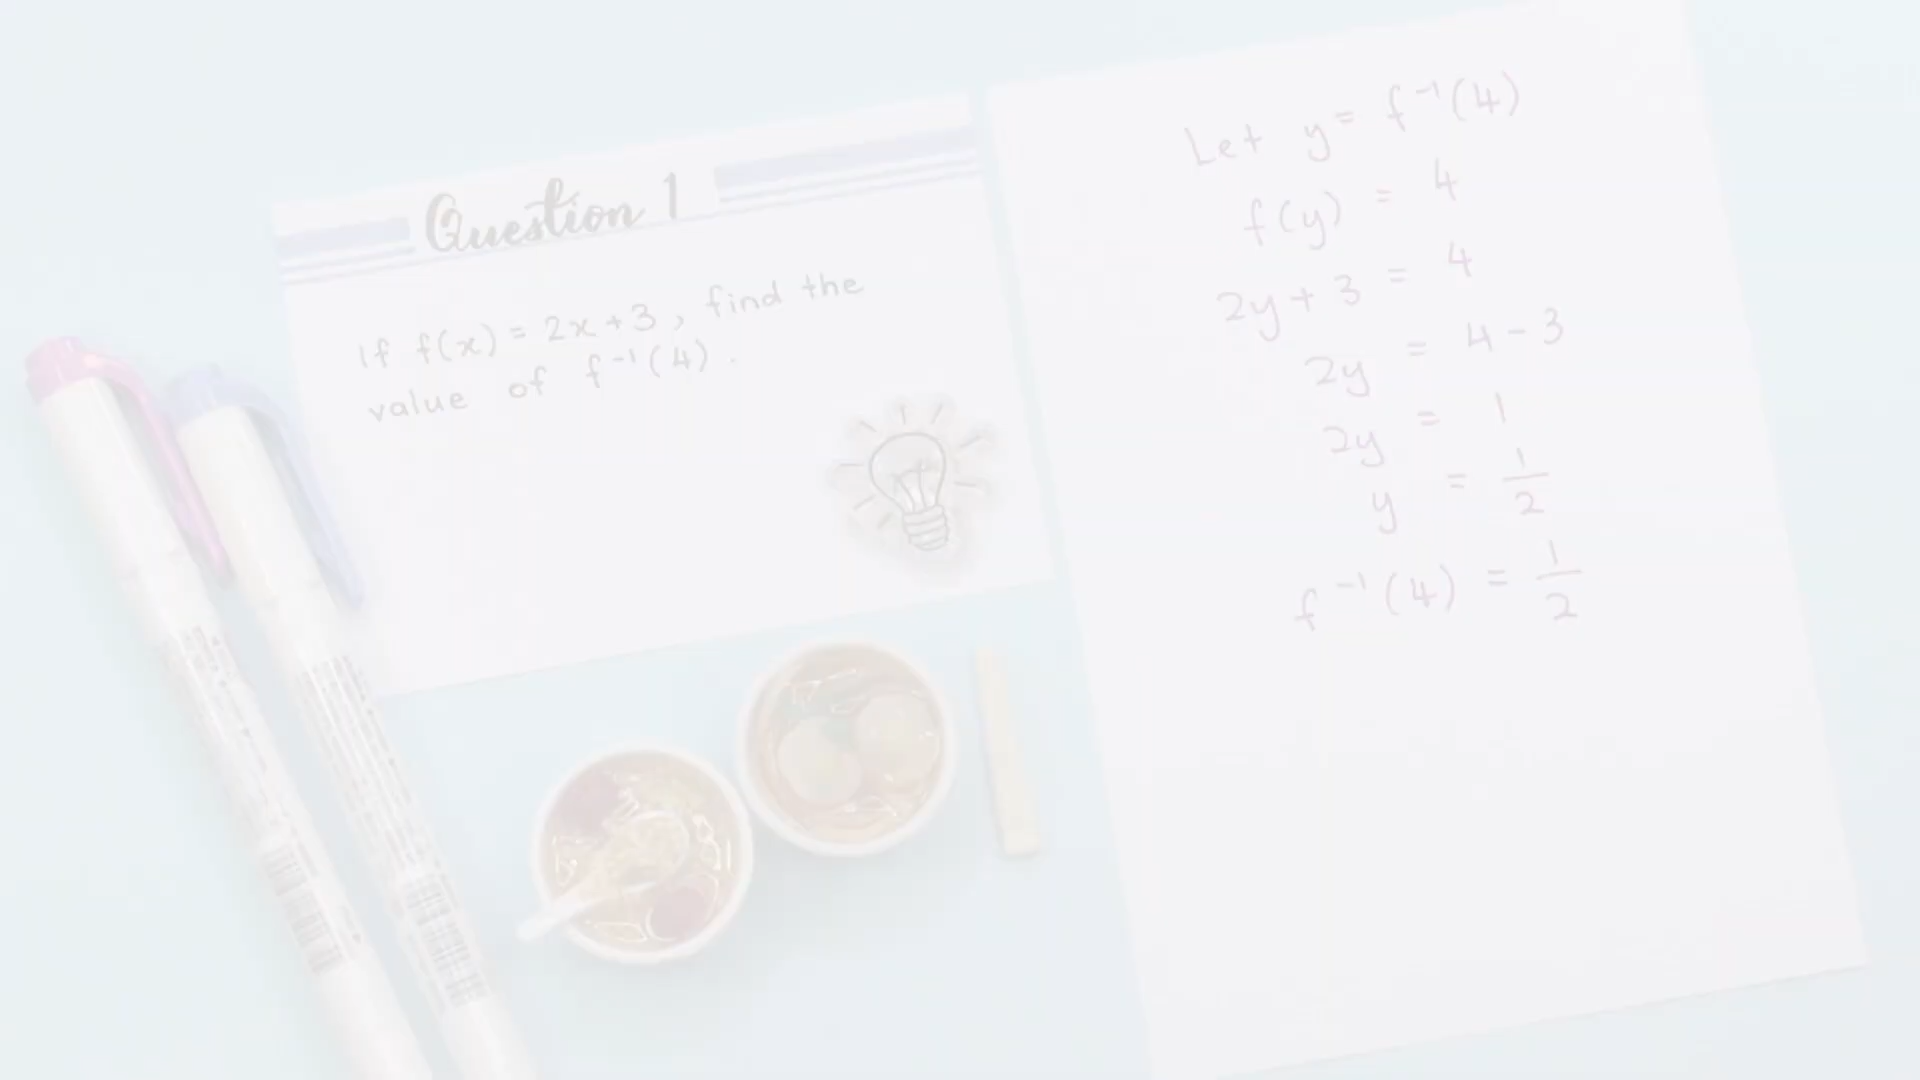 Question 1
If f(x) = 2x+3, find the
value of f⁻¹(4).
Let y = f⁻¹(4)
f(y) = 4
2y + 3 = 4
2y = 4 - 3
2y = 1
y = 1/2
f⁻¹(4) = 1/2